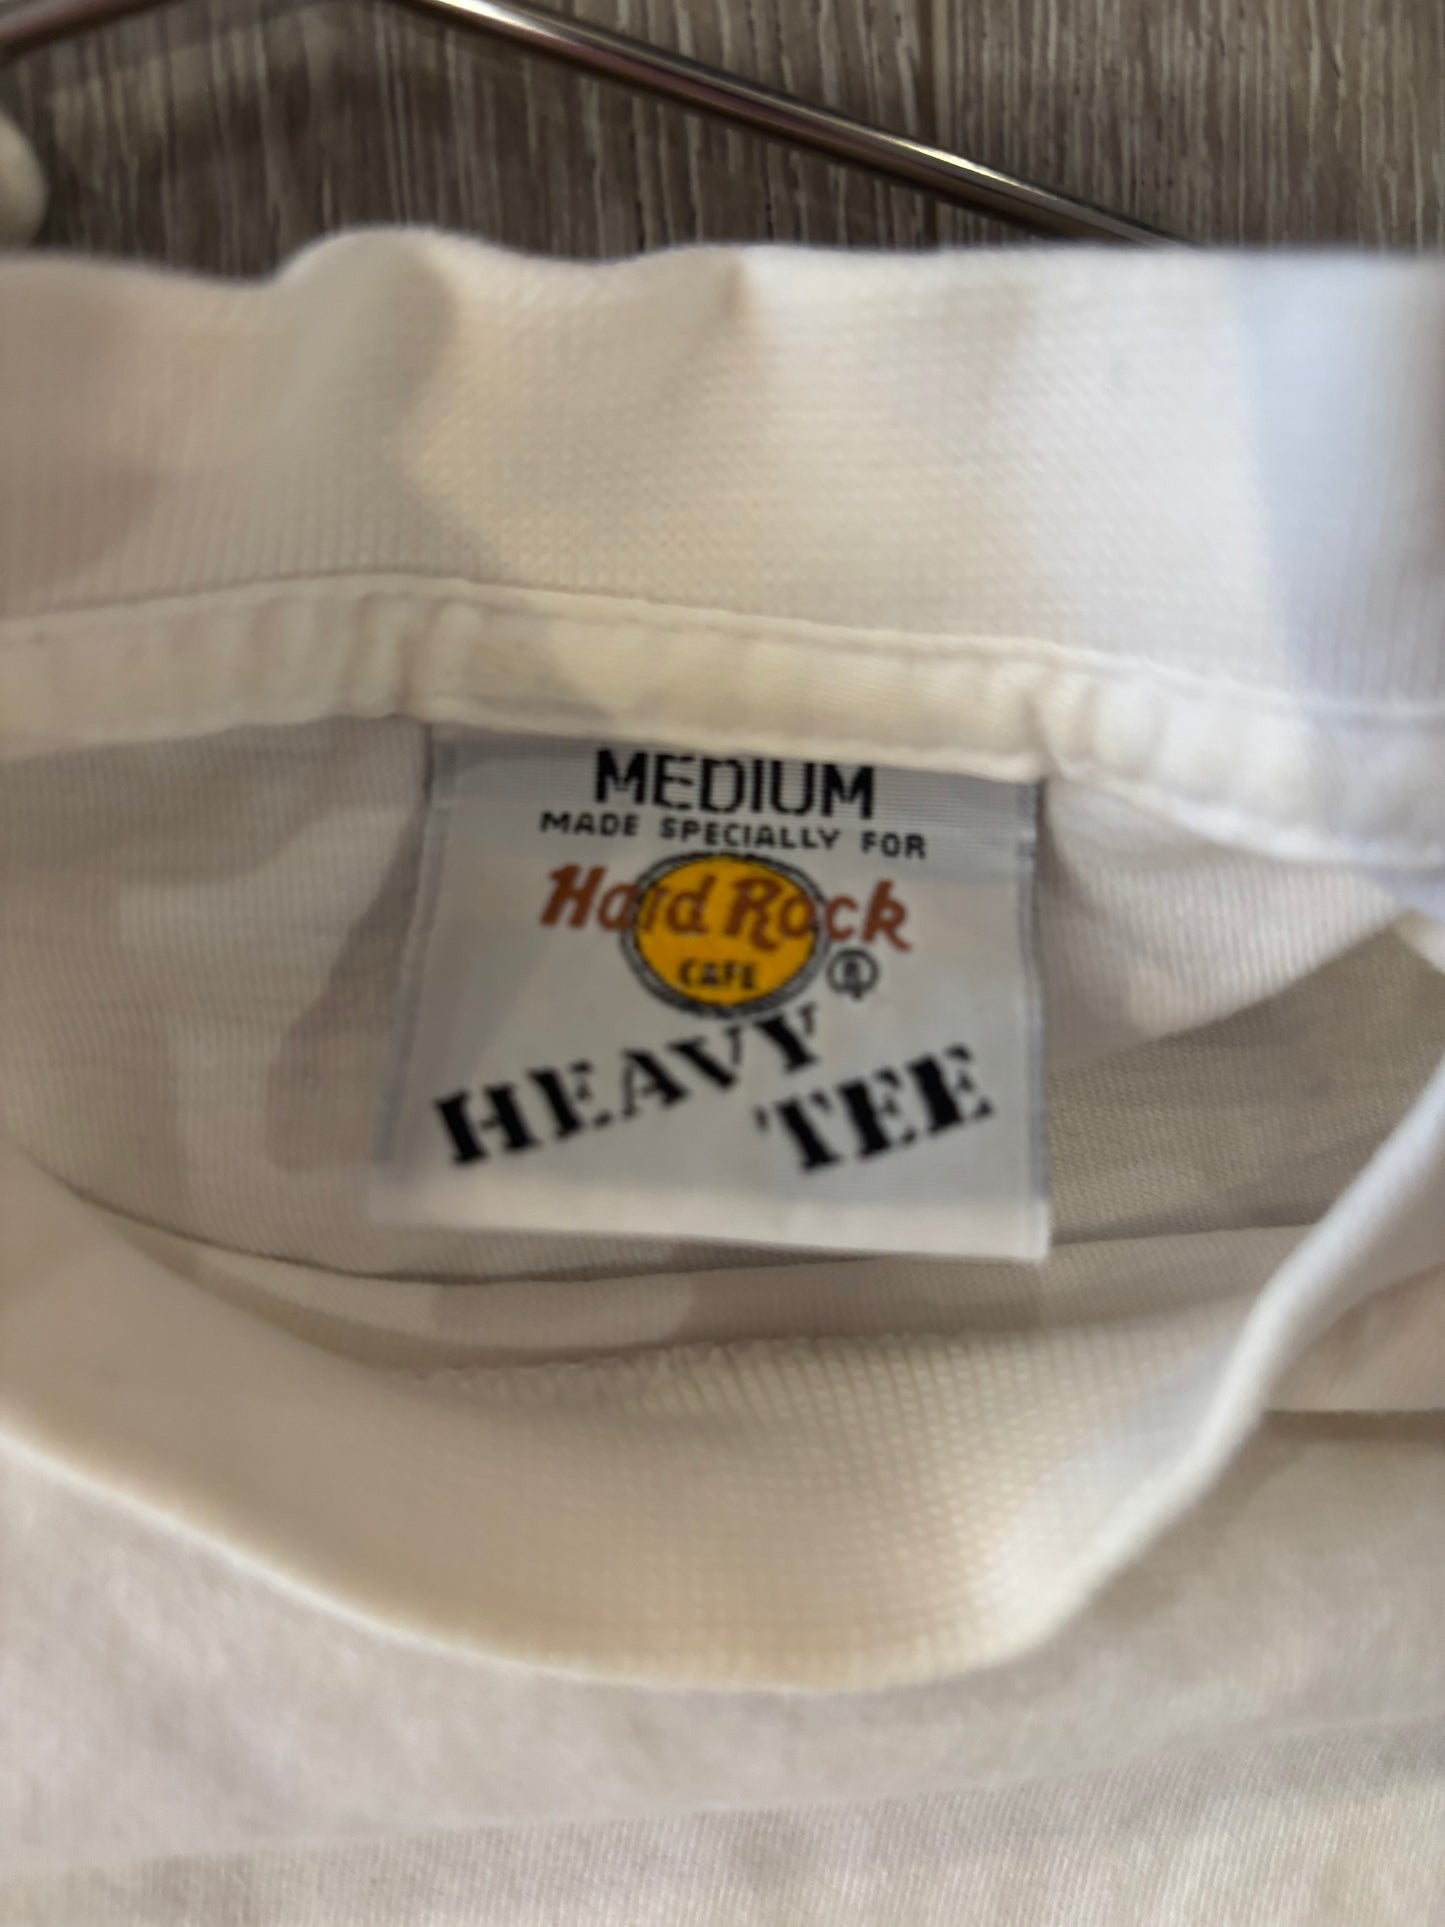 MEDIUM
MADE SPECIALLY FOR
Hard Rock
CAFE ®
HEAVY
TEE